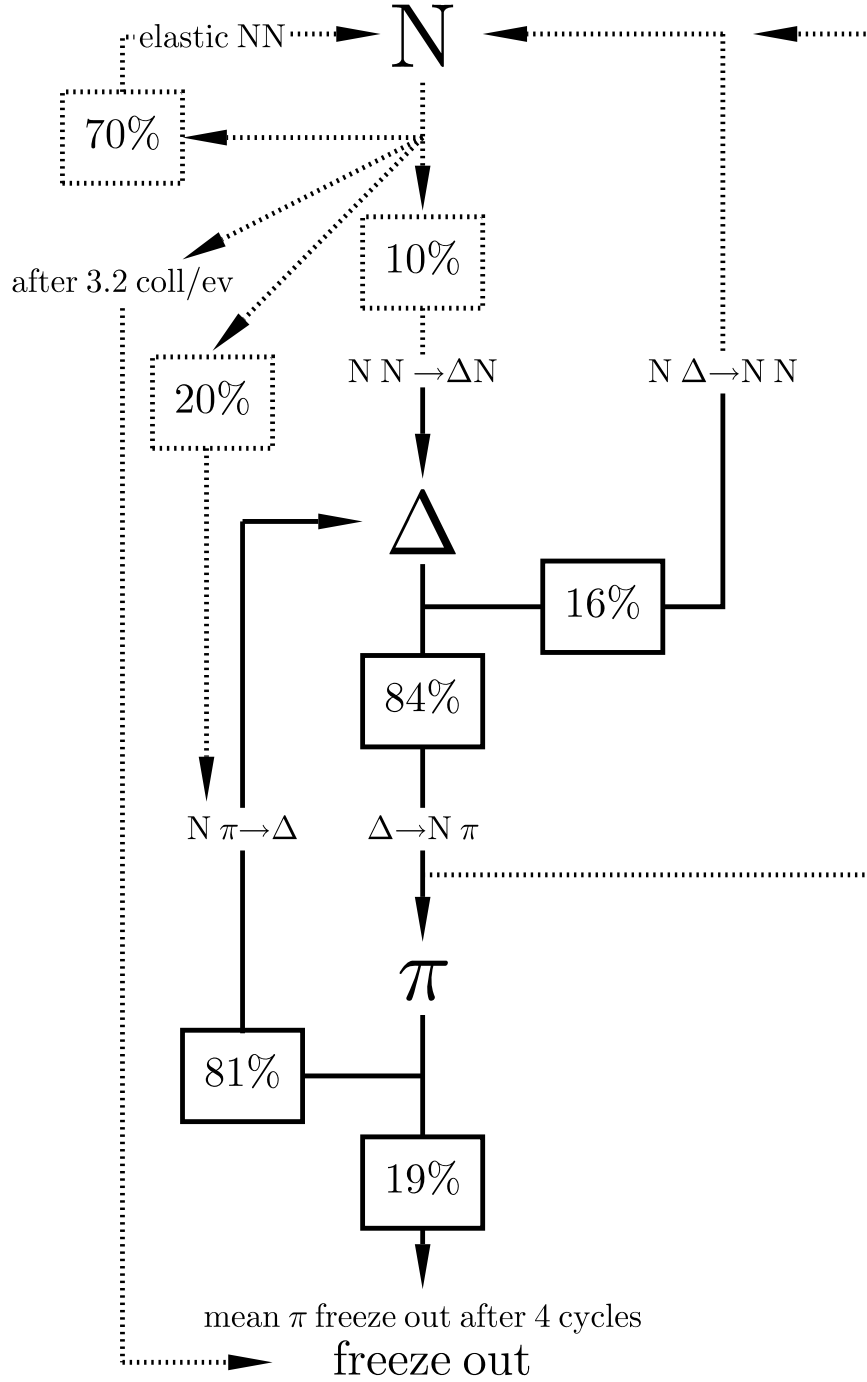 elastic NN
N
70%
10%
after 3.2 coll/ev
20%
N N →ΔN
N Δ→N N
Δ
16%
84%
N π→Δ
Δ→N π
π
81%
19%
mean π freeze out after 4 cycles
freeze out